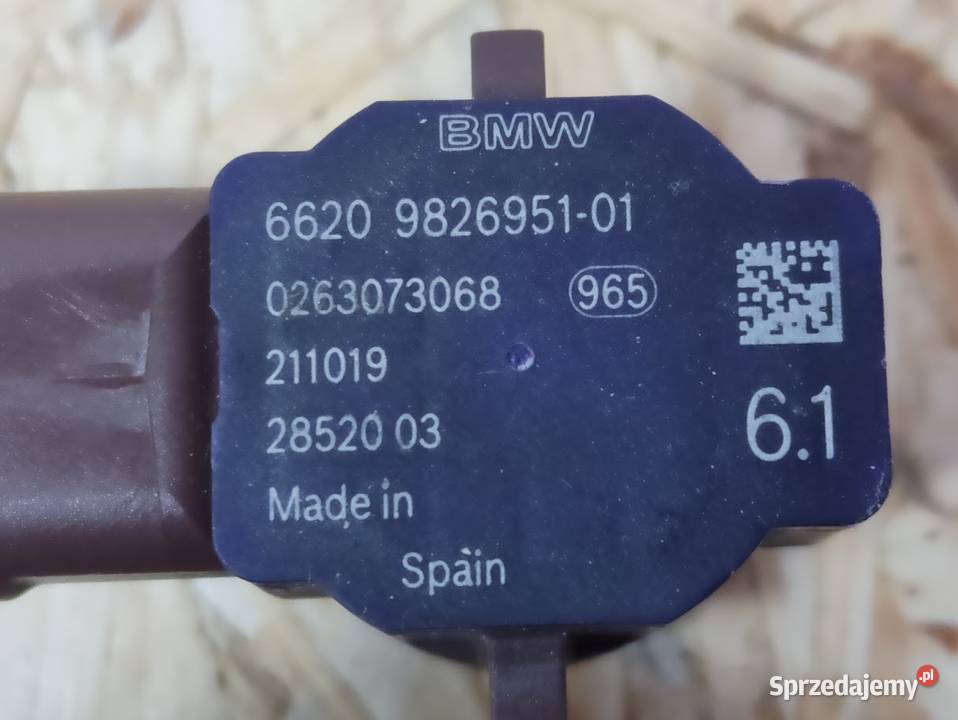 BMW
6620 9826951-01
0263073068 965
211019
28520 03
6.1
Made in
Spain
Sprzedajemy.pl